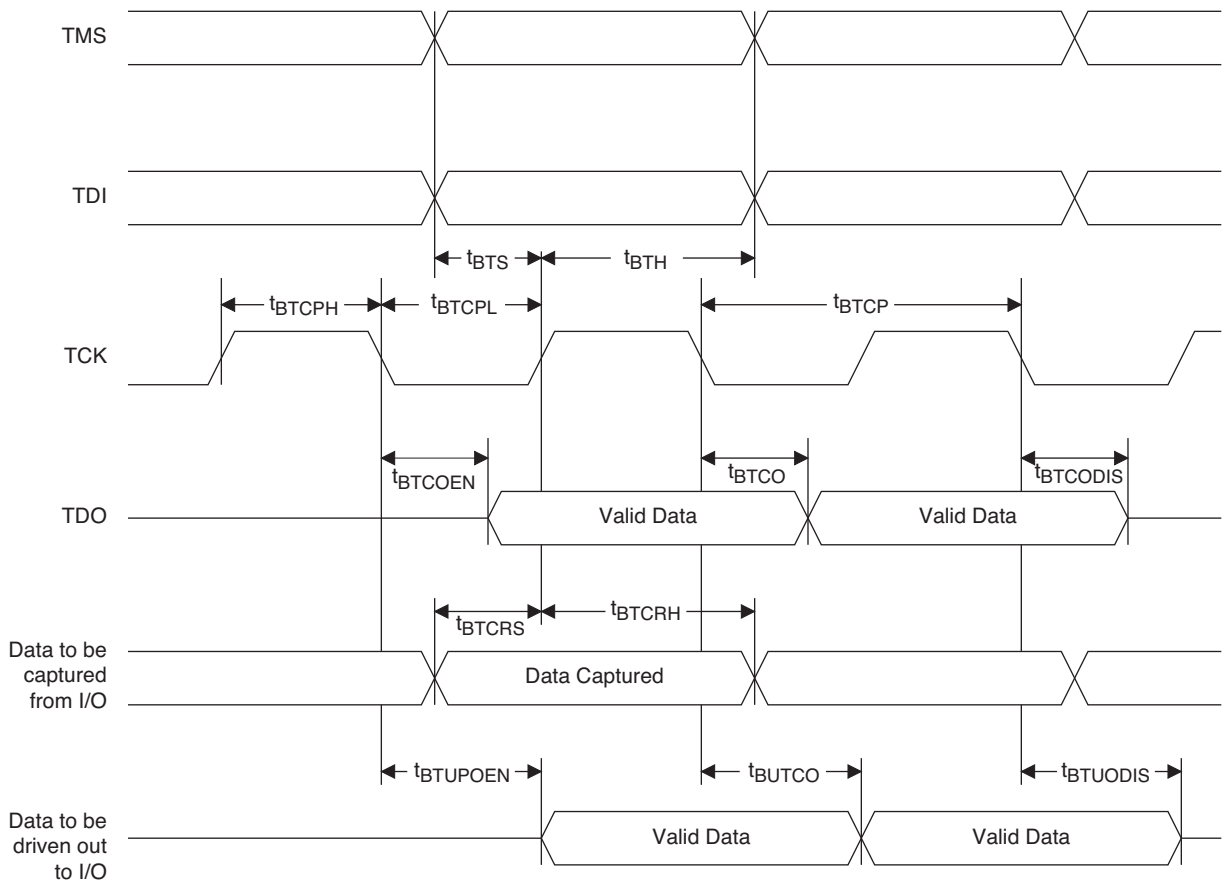 TMS
TDI
tBTS
tBTH
tBTCPH
tBTCPL
tBTCP
TCK
tBTCOEN
tBTCO
tBTCODIS
TDO
Valid Data
Valid Data
tBTCRS
tBTCRH
Data to be
captured
from I/O
Data Captured
tBTUPOEN
tBUTCO
tBTUODIS
Data to be
driven out
to I/O
Valid Data
Valid Data